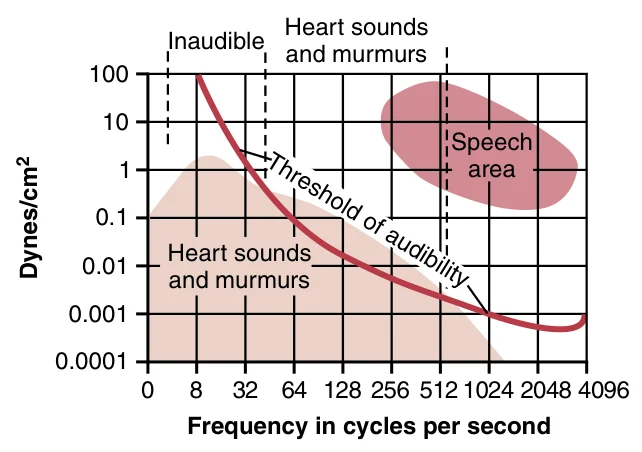 Inaudible
Heart sounds
and murmurs
100
10
1
0.1
0.01
0.001
0.0001
Dynes/cm²
Speech
area
Threshold of audibility
Heart sounds
and murmurs
0 8 32 64 128 256 512 1024 2048 4096
Frequency in cycles per second